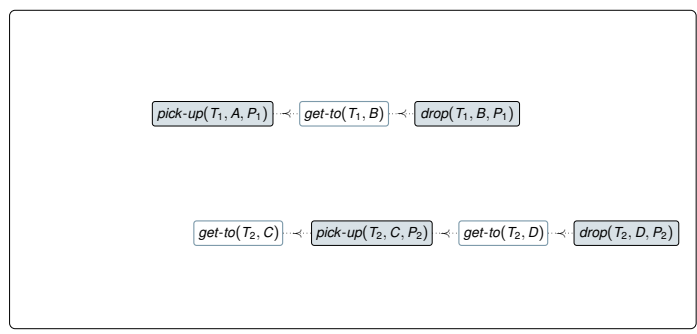 pick-up(T₁, A, P₁) ≺ get-to(T₁, B) ≺ drop(T₁, B, P₁)
get-to(T₂, C) ≺ pick-up(T₂, C, P₂) ≺ get-to(T₂, D) ≺ drop(T₂, D, P₂)